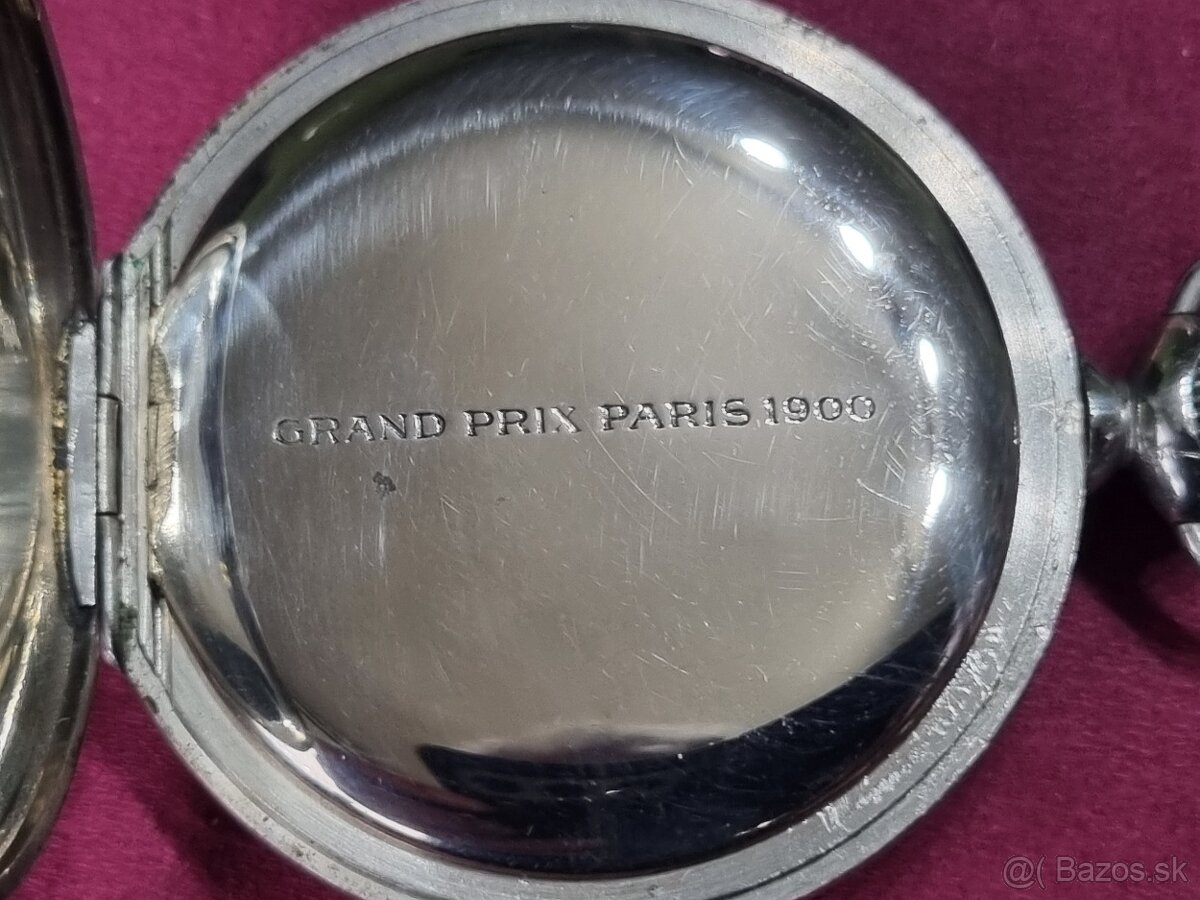 GRAND PRIX PARIS 1900
@( Bazos.sk